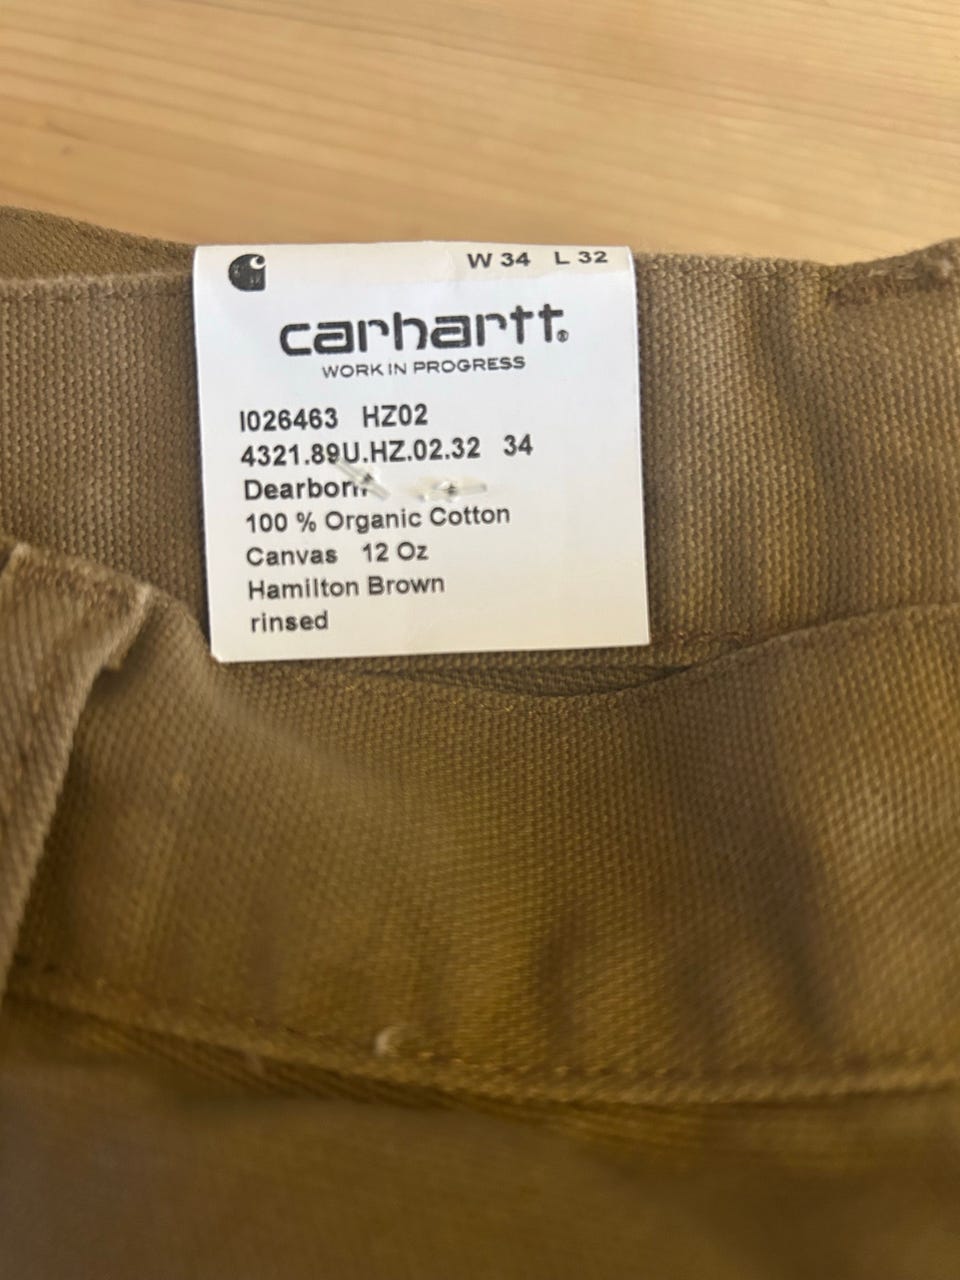 W 34 L 32
carhartt®
WORK IN PROGRESS
I026463 HZ02
4321.89U.HZ.02.32 34
Dearborn
100 % Organic Cotton
Canvas 12 Oz
Hamilton Brown
rinsed